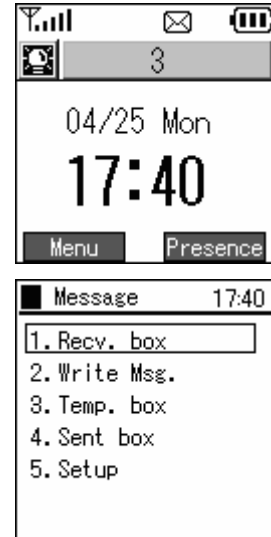 3
04/25 Mon
17:40
Menu Presence
Message 17:40
1. Recv. box
2. Write Msg.
3. Temp. box
4. Sent box
5. Setup